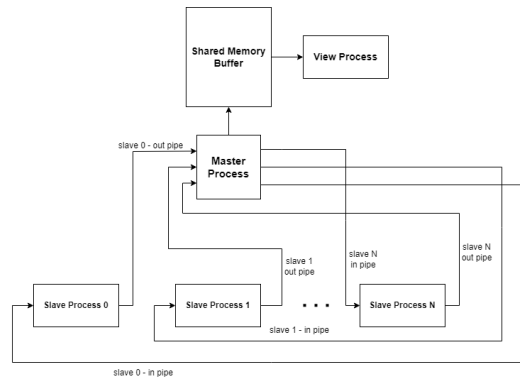 Shared Memory
Buffer
View Process
slave 0 - out pipe
Master
Process
slave 1
out pipe
slave N
in pipe
slave N
out pipe
Slave Process 0
Slave Process 1
. . .
Slave Process N
slave 1 - in pipe
slave 0 - in pipe